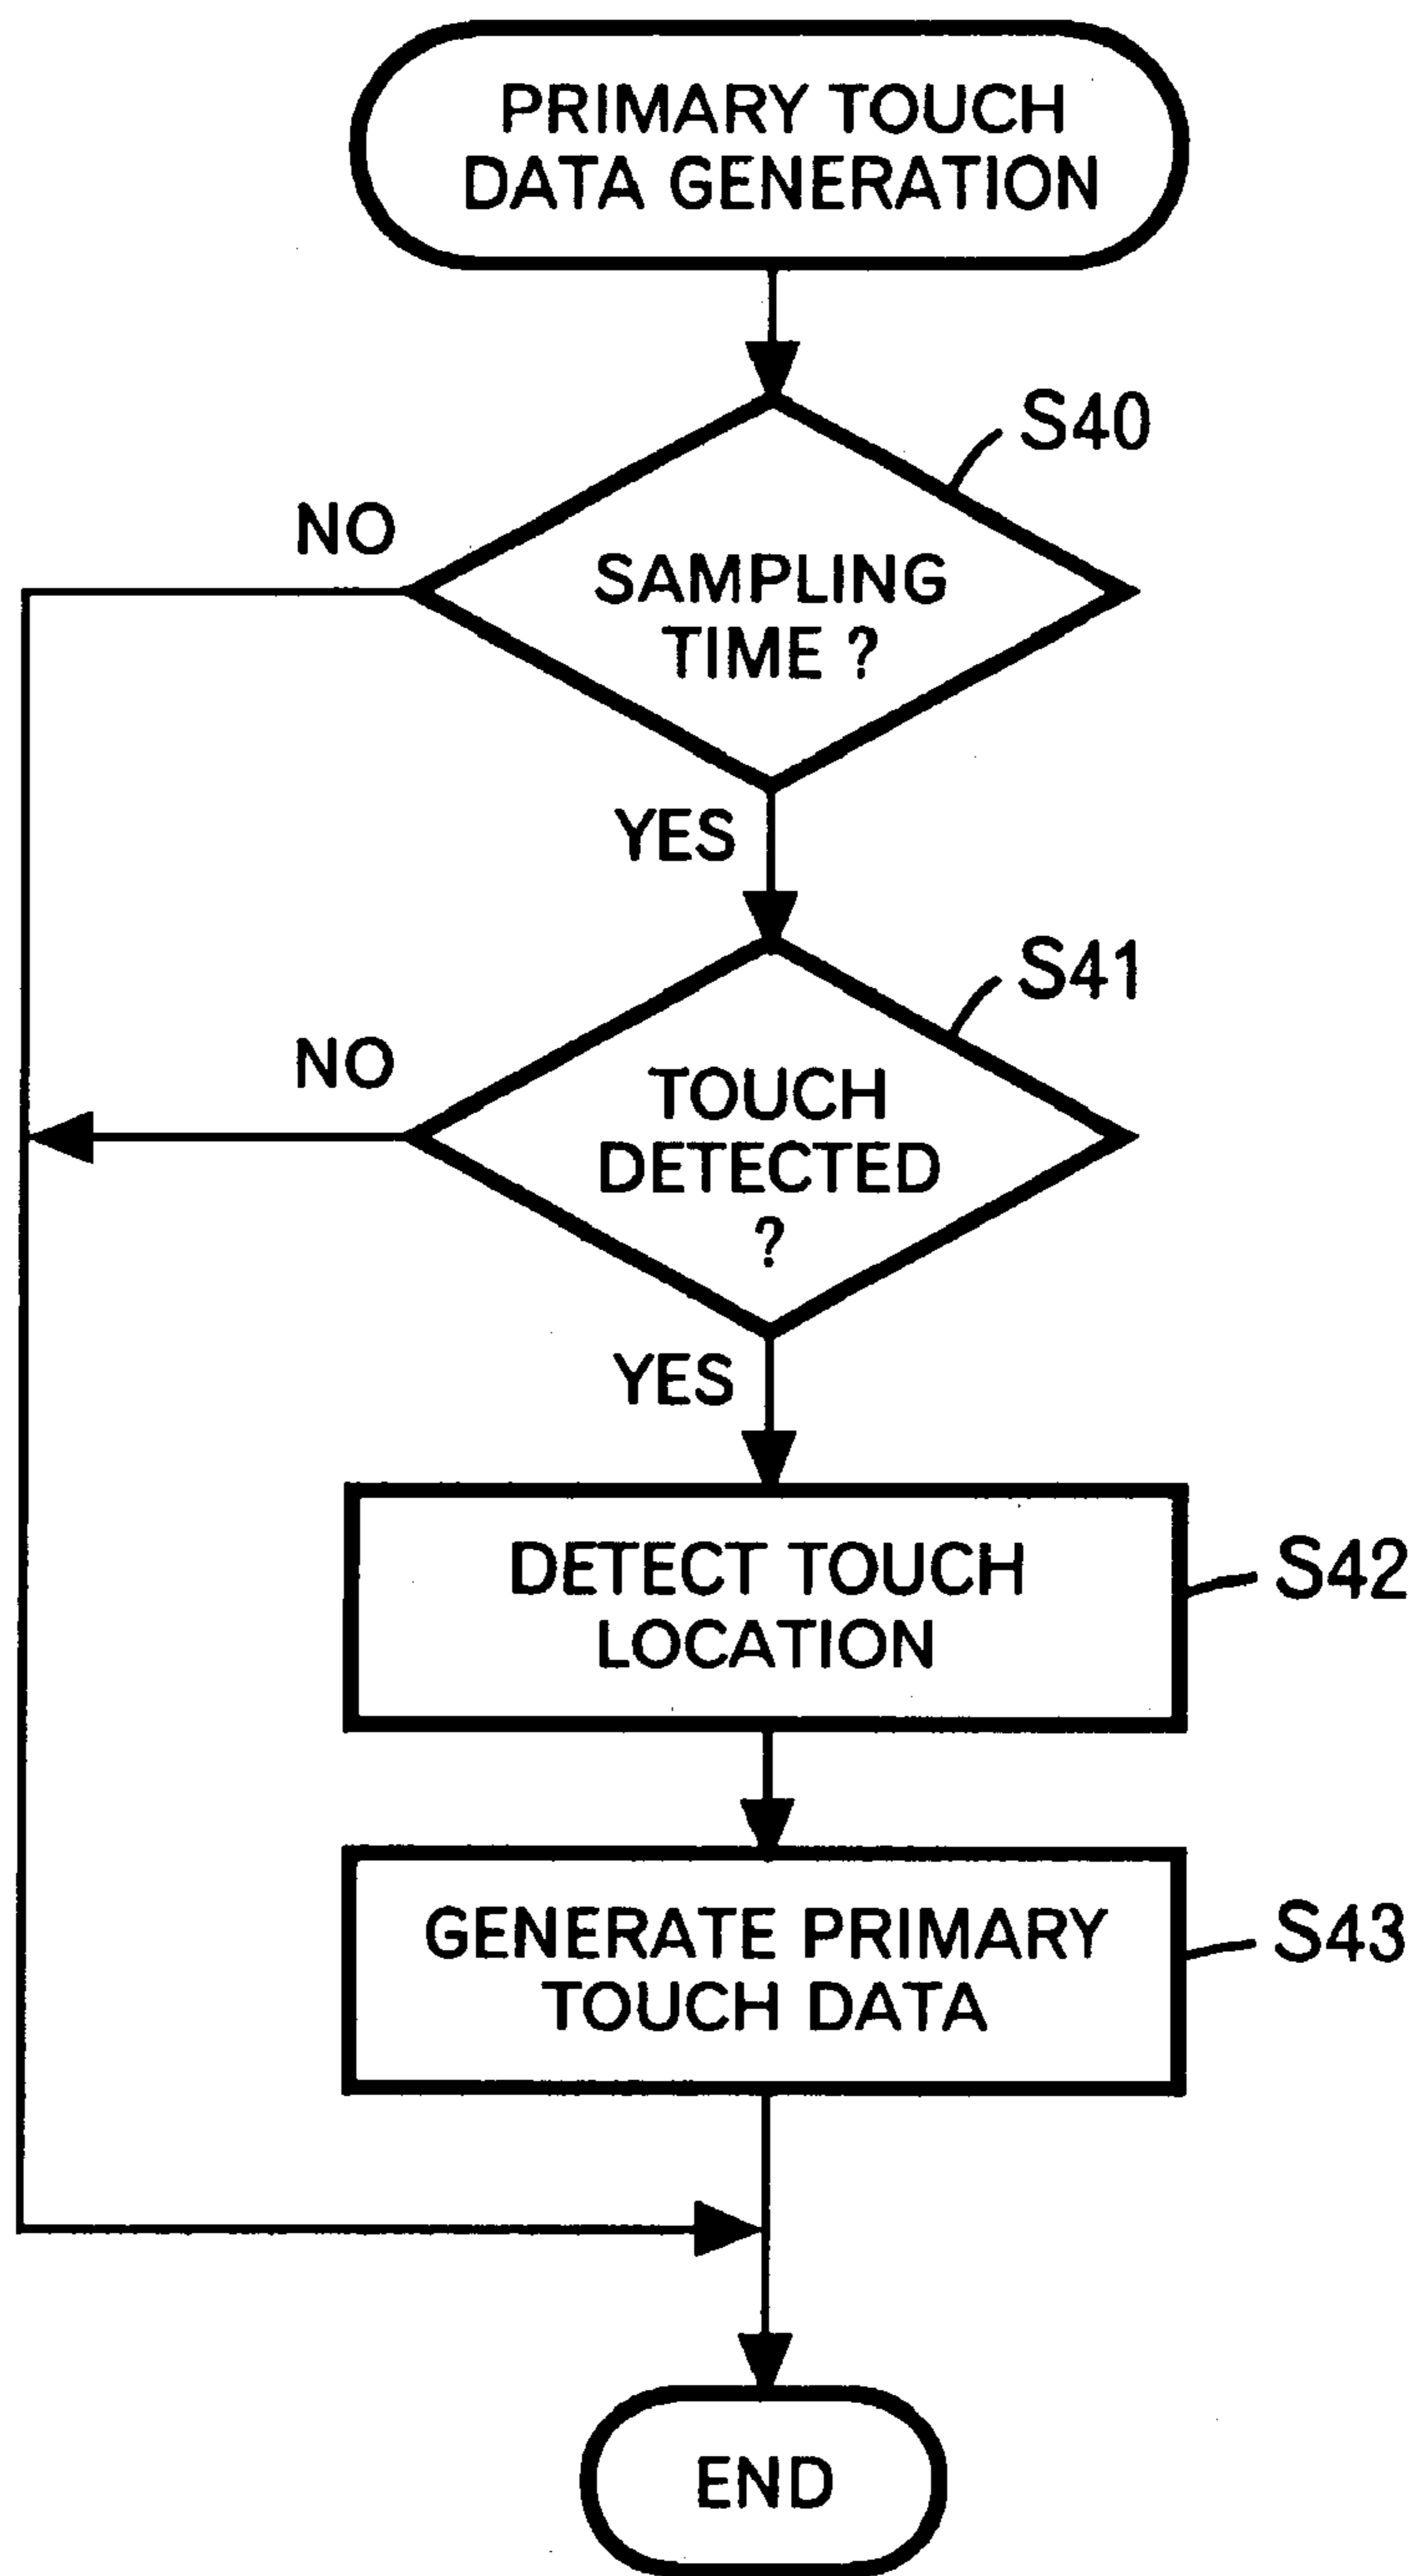 PRIMARY TOUCH
DATA GENERATION
S40
NO
SAMPLING
TIME ?
YES
S41
NO
TOUCH
DETECTED
?
YES
DETECT TOUCH
LOCATION
S42
GENERATE PRIMARY
TOUCH DATA
S43
END